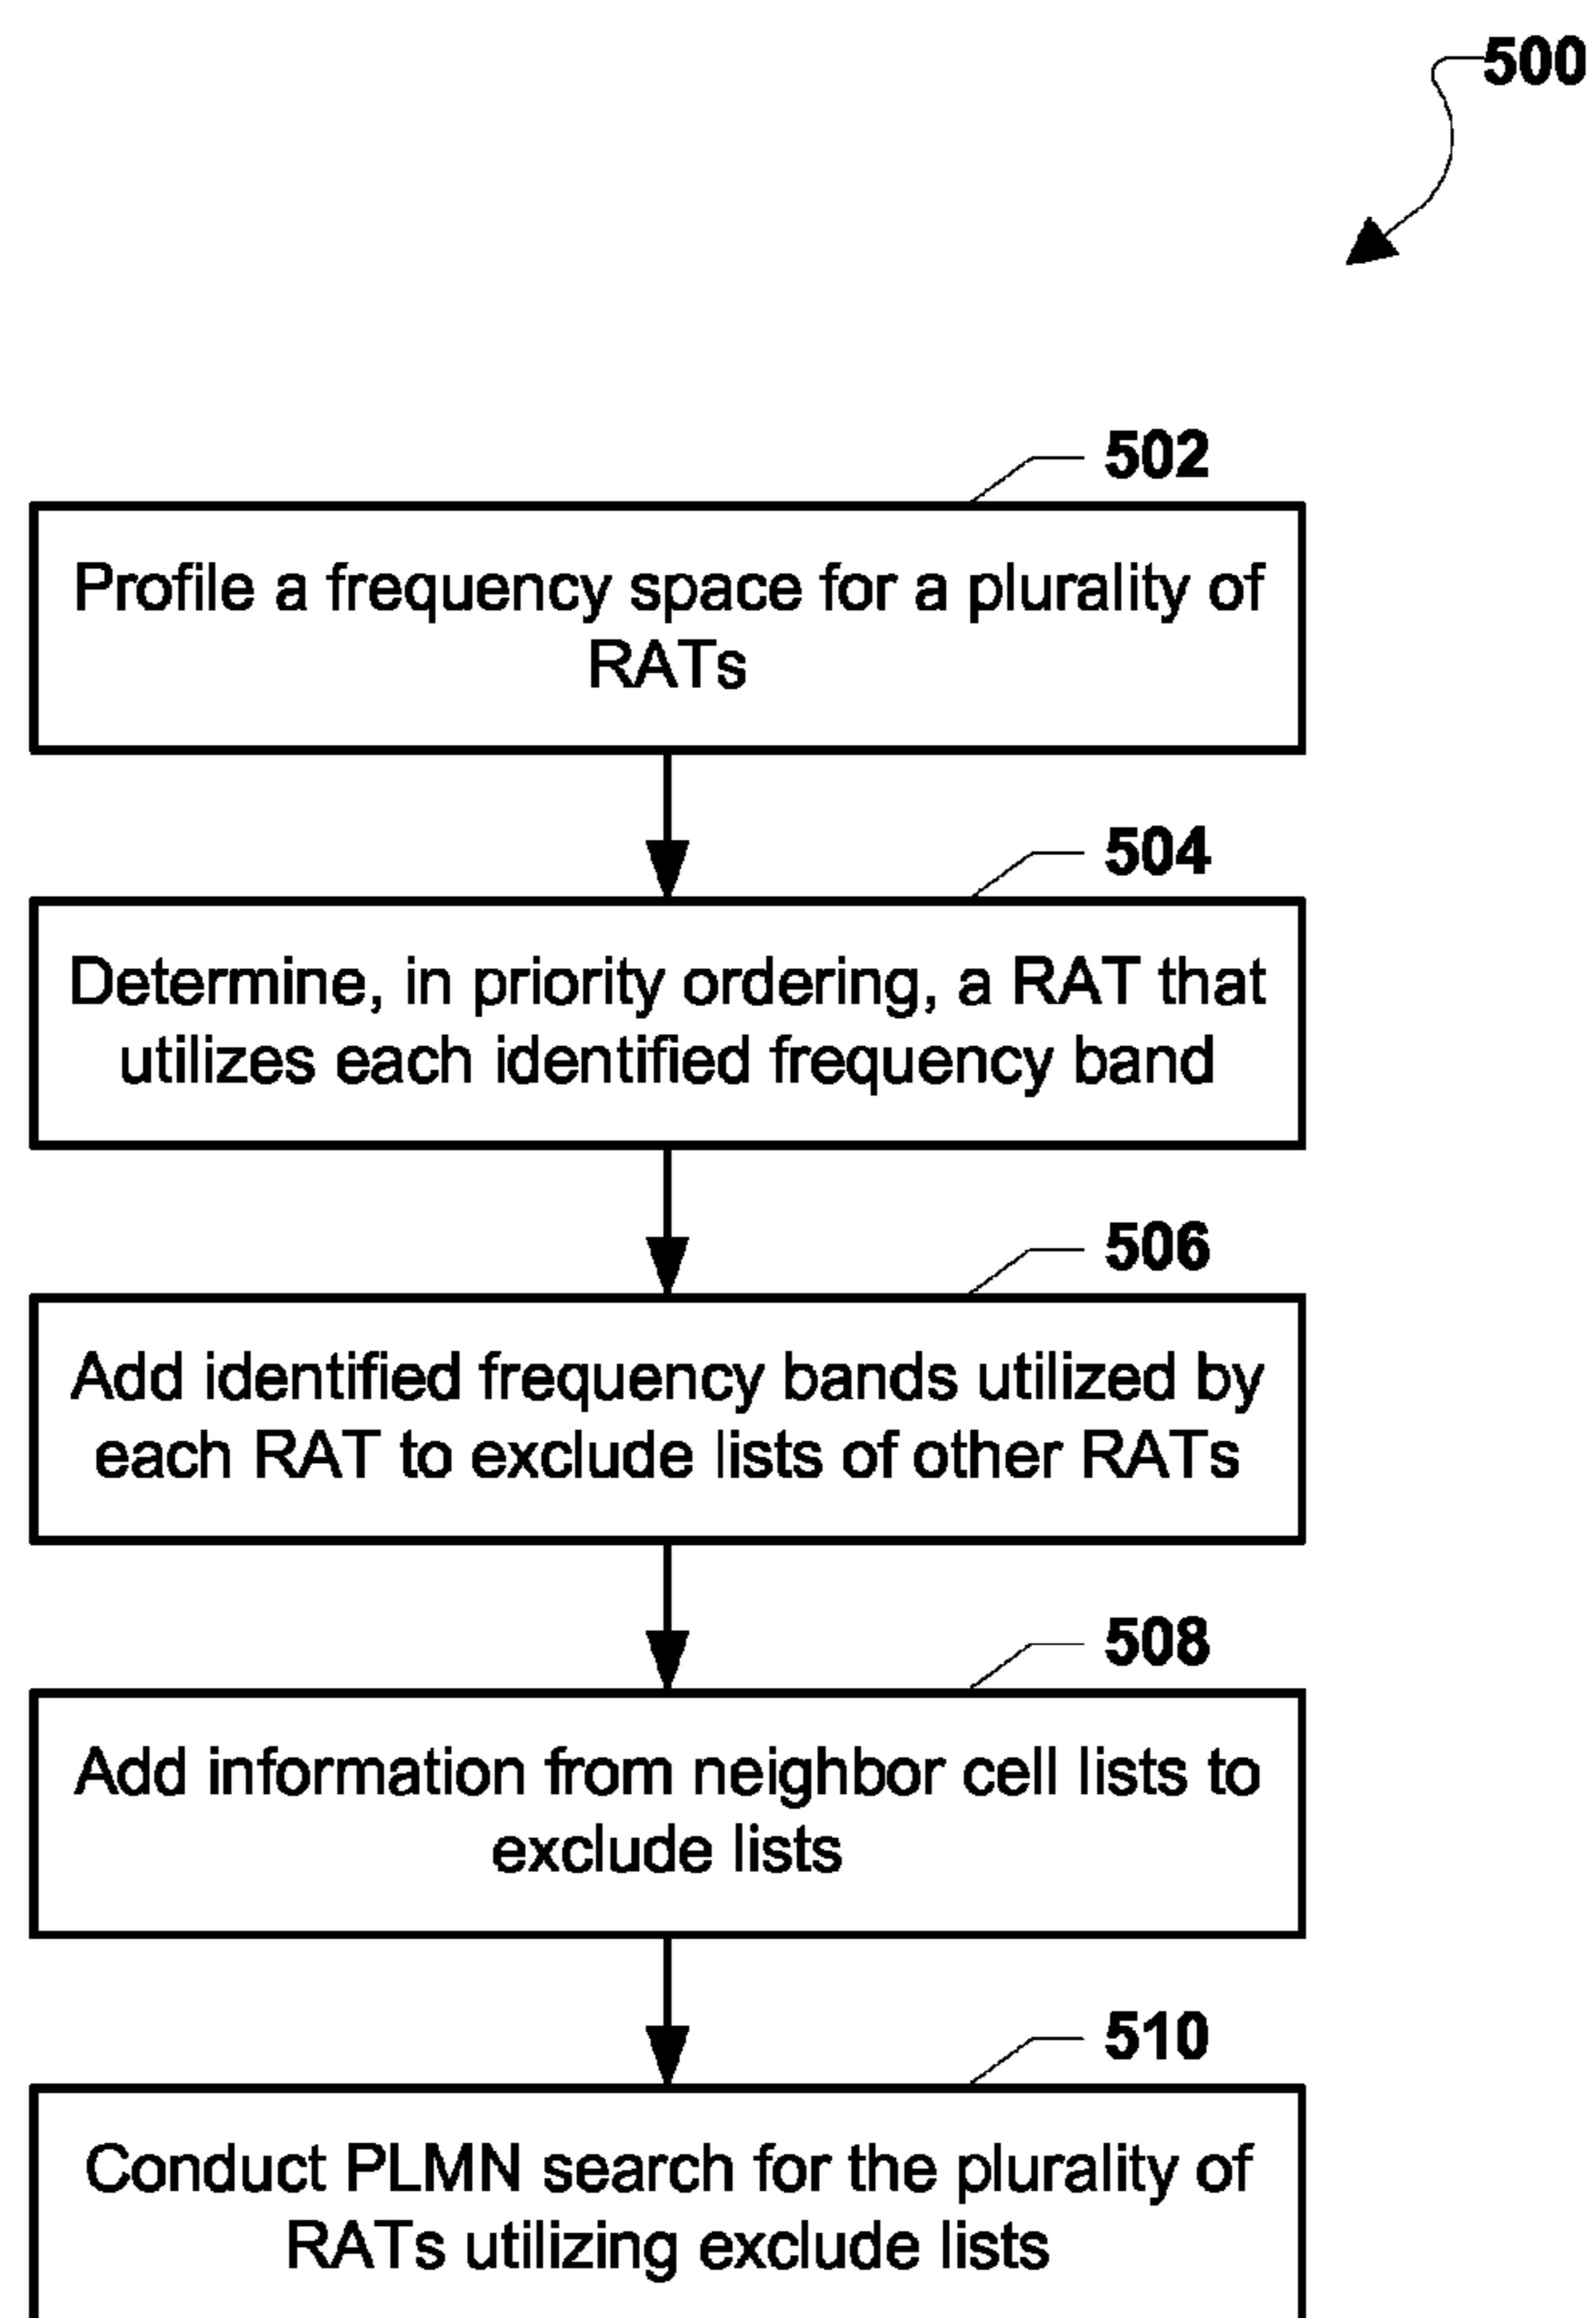 500
502
Profile a frequency space for a plurality of
RATs
504
Determine, in priority ordering, a RAT that
utilizes each identified frequency band
506
Add identified frequency bands utilized by
each RAT to exclude lists of other RATs
508
Add information from neighbor cell lists to
exclude lists
510
Conduct PLMN search for the plurality of
RATs utilizing exclude lists